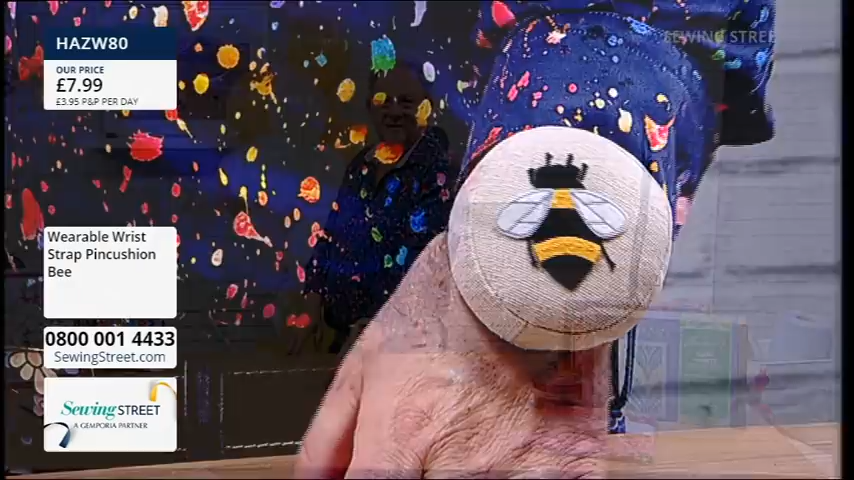 HAZW80
OUR PRICE
£7.99
£3.95 P&P PER DAY
SEWING STREE
Wearable Wrist
Strap Pincushion
Bee
0800 001 4433
SewingStreet.com
Sewing STREET
A GEMPORIA PARTNER